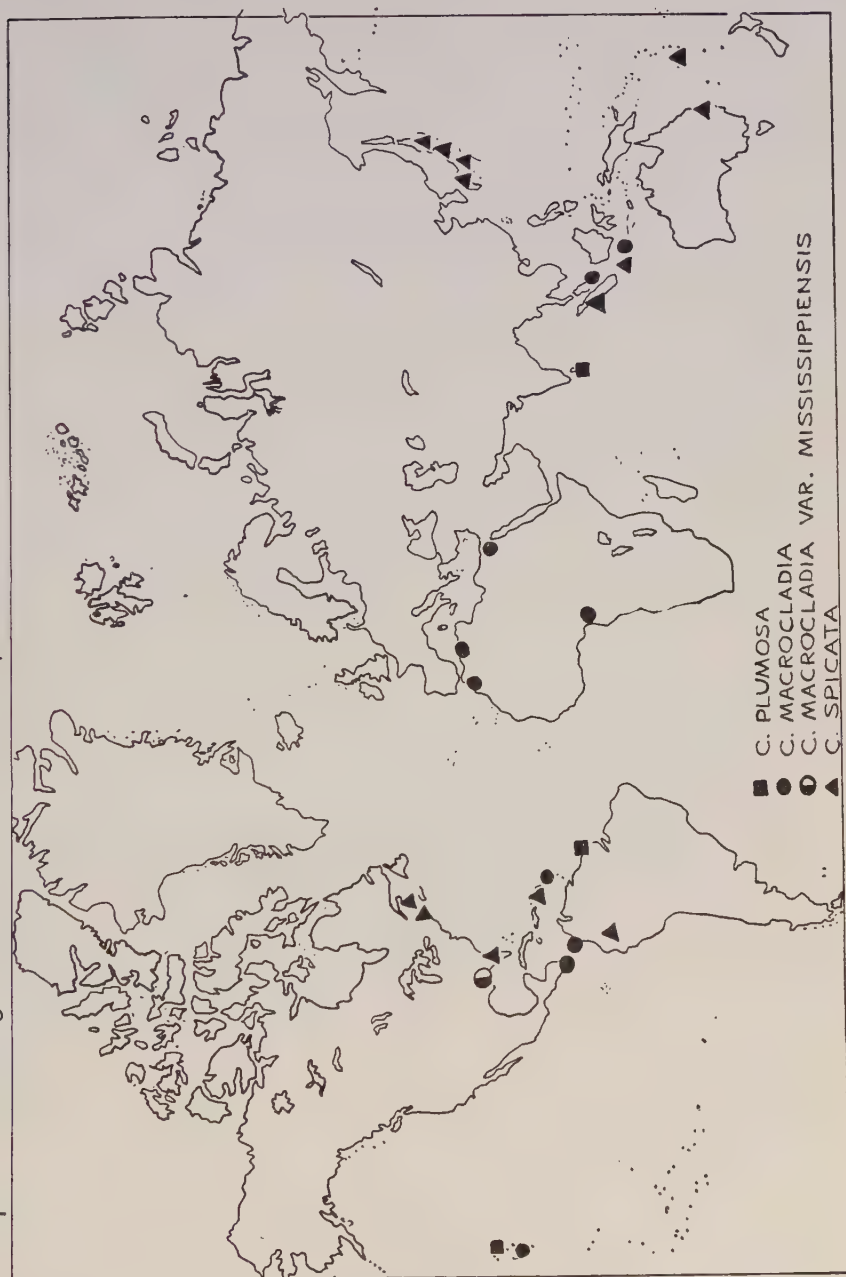 C. PLUMOSA
C. MACROCLADIA
C. MACROCLADIA VAR. MISSISSIPPIENSIS
C. SPICATA